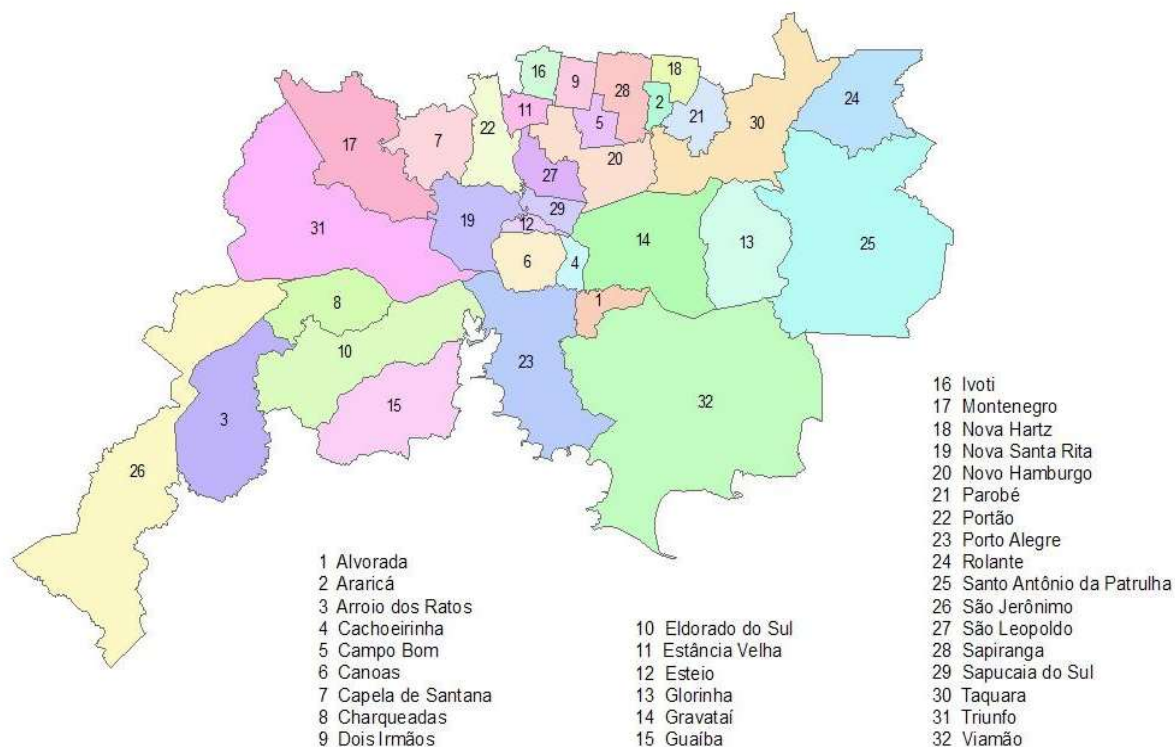 16
9
28
18
2
24
11
5
21
30
22
7
17
20
27
29
19
12
31
14
13
25
6
4
8
1
10
23
15
32
3
26
1 Alvorada
2 Araricá
3 Arroio dos Ratos
4 Cachoeirinha
5 Campo Bom
6 Canoas
7 Capela de Santana
8 Charqueadas
9 Dois Irmãos
10 Eldorado do Sul
11 Estância Velha
12 Esteio
13 Glorinha
14 Gravataí
15 Guaíba
16 Ivoti
17 Montenegro
18 Nova Hartz
19 Nova Santa Rita
20 Novo Hamburgo
21 Parobé
22 Portão
23 Porto Alegre
24 Rolante
25 Santo Antônio da Patrulha
26 São Jerônimo
27 São Leopoldo
28 Sapiranga
29 Sapucaia do Sul
30 Taquara
31 Triunfo
32 Viamão